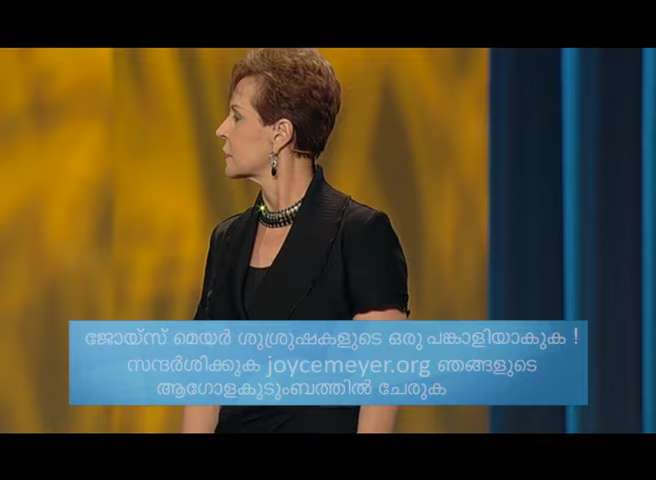 ജോയ്സ് മെയർ ശുശ്രൂഷകളുടെ ഒരു പങ്കാളിയാകുക !
സന്ദർശിക്കുക joycemeyer.org ഞങ്ങളുടെ
ആഗോളകുടുംബത്തിൽ ചേരുക